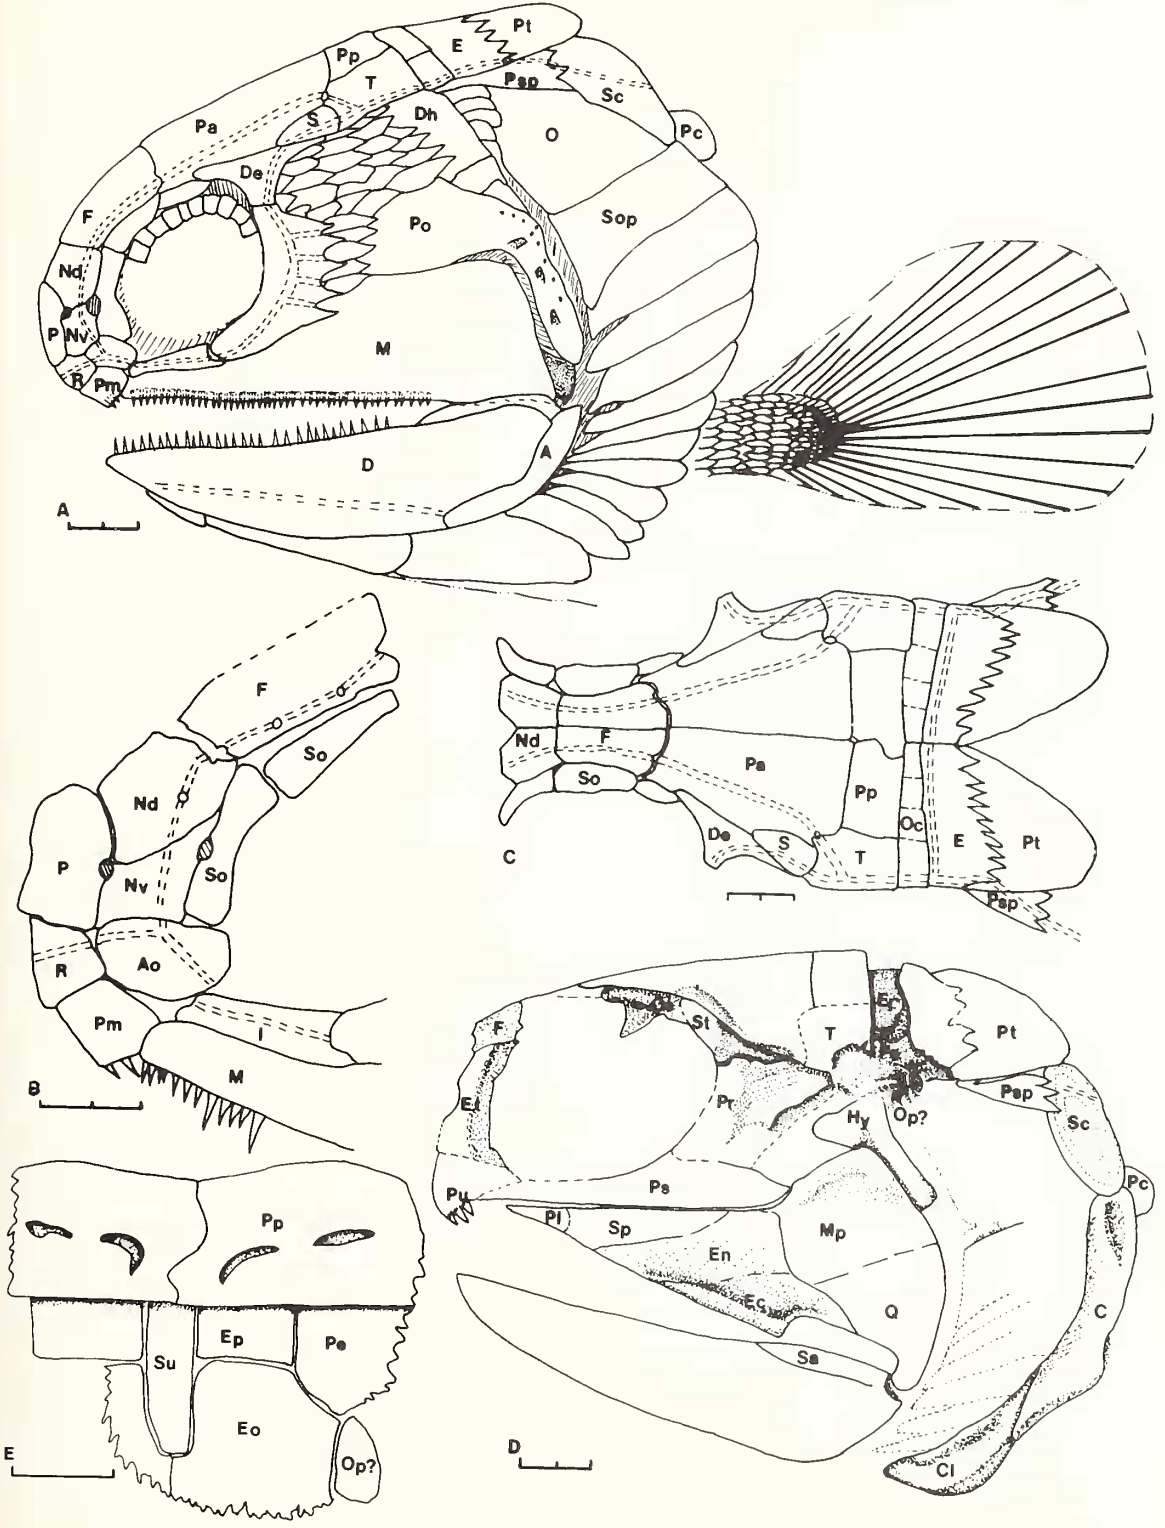 Pt
E
Pp
T
Psp
Sc
Dh
Pa
S
O
Pc
De
F
Po
Sop
Nd
P
Nv
M
R
Pm
D
A
A
F
So
Nd
P
Nv
So
R
Ao
Pm
I
M
B
Nd
F
So
Pa
Pp
Oc
De
S
T
E
Pt
Psp
C
F
St
T
Er
Pt
E
Pr
Hy
Op?
Psp
Sc
Pu
Ps
Pc
Pl
Sp
En
Mp
Ec
Q
C
Sa
Cl
D
Pp
Ep
Pe
Su
Eo
Op?
E